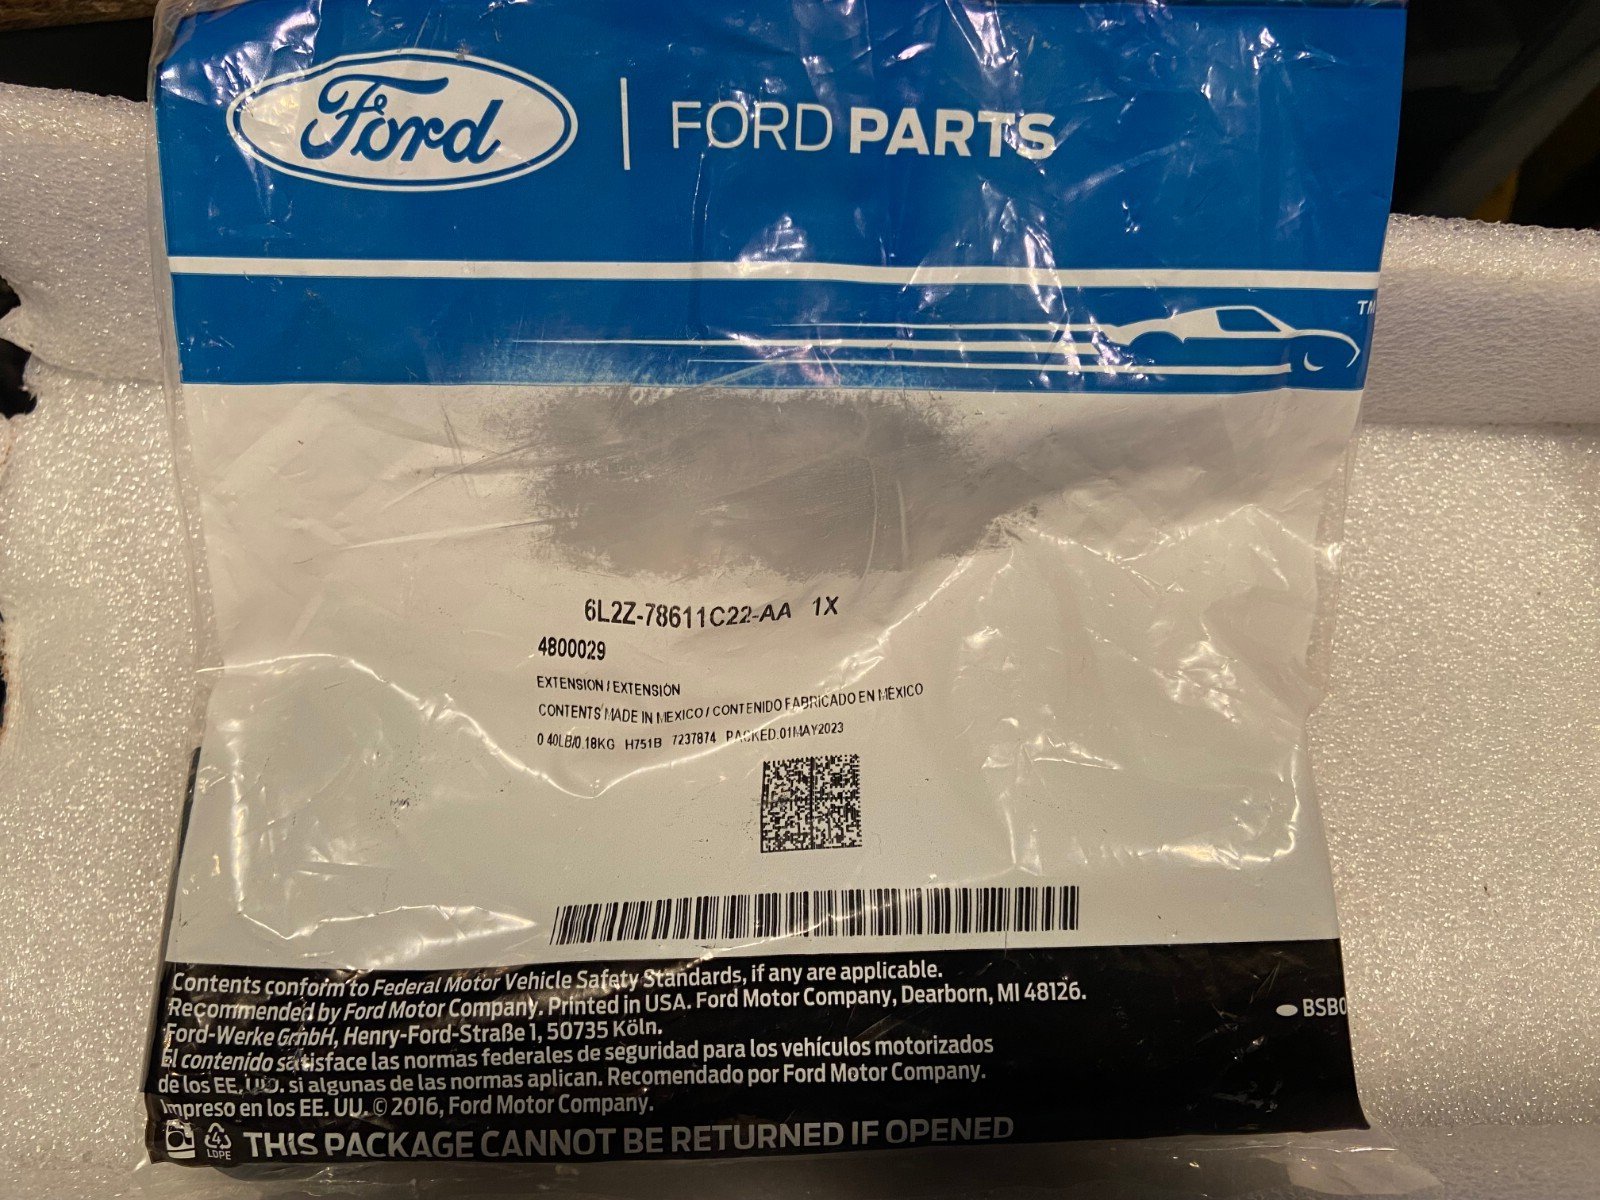 Ford | FORD PARTS
TM
6L2Z-78611C22-AA 1X
4800029
EXTENSION / EXTENSIÓN
CONTENTS MADE IN MEXICO / CONTENIDO FABRICADO EN MÉXICO
0.40LB/0.18KG H751B 7237874 PACKED.01MAY2023
Contents conform to Federal Motor Vehicle Safety Standards, if any are applicable.
Recommended by Ford Motor Company. Printed in USA. Ford Motor Company, Dearborn, MI 48126.
BSB0
Ford-Werke GmbH, Henry-Ford-Straße 1, 50735 Köln.
El contenido satisface las normas federales de seguridad para los vehículos motorizados
de los EE. UU. si algunas de las normas aplican. Recomendado por Ford Motor Company.
Impreso en los EE. UU. © 2016, Ford Motor Company.
4 LDPE THIS PACKAGE CANNOT BE RETURNED IF OPENED